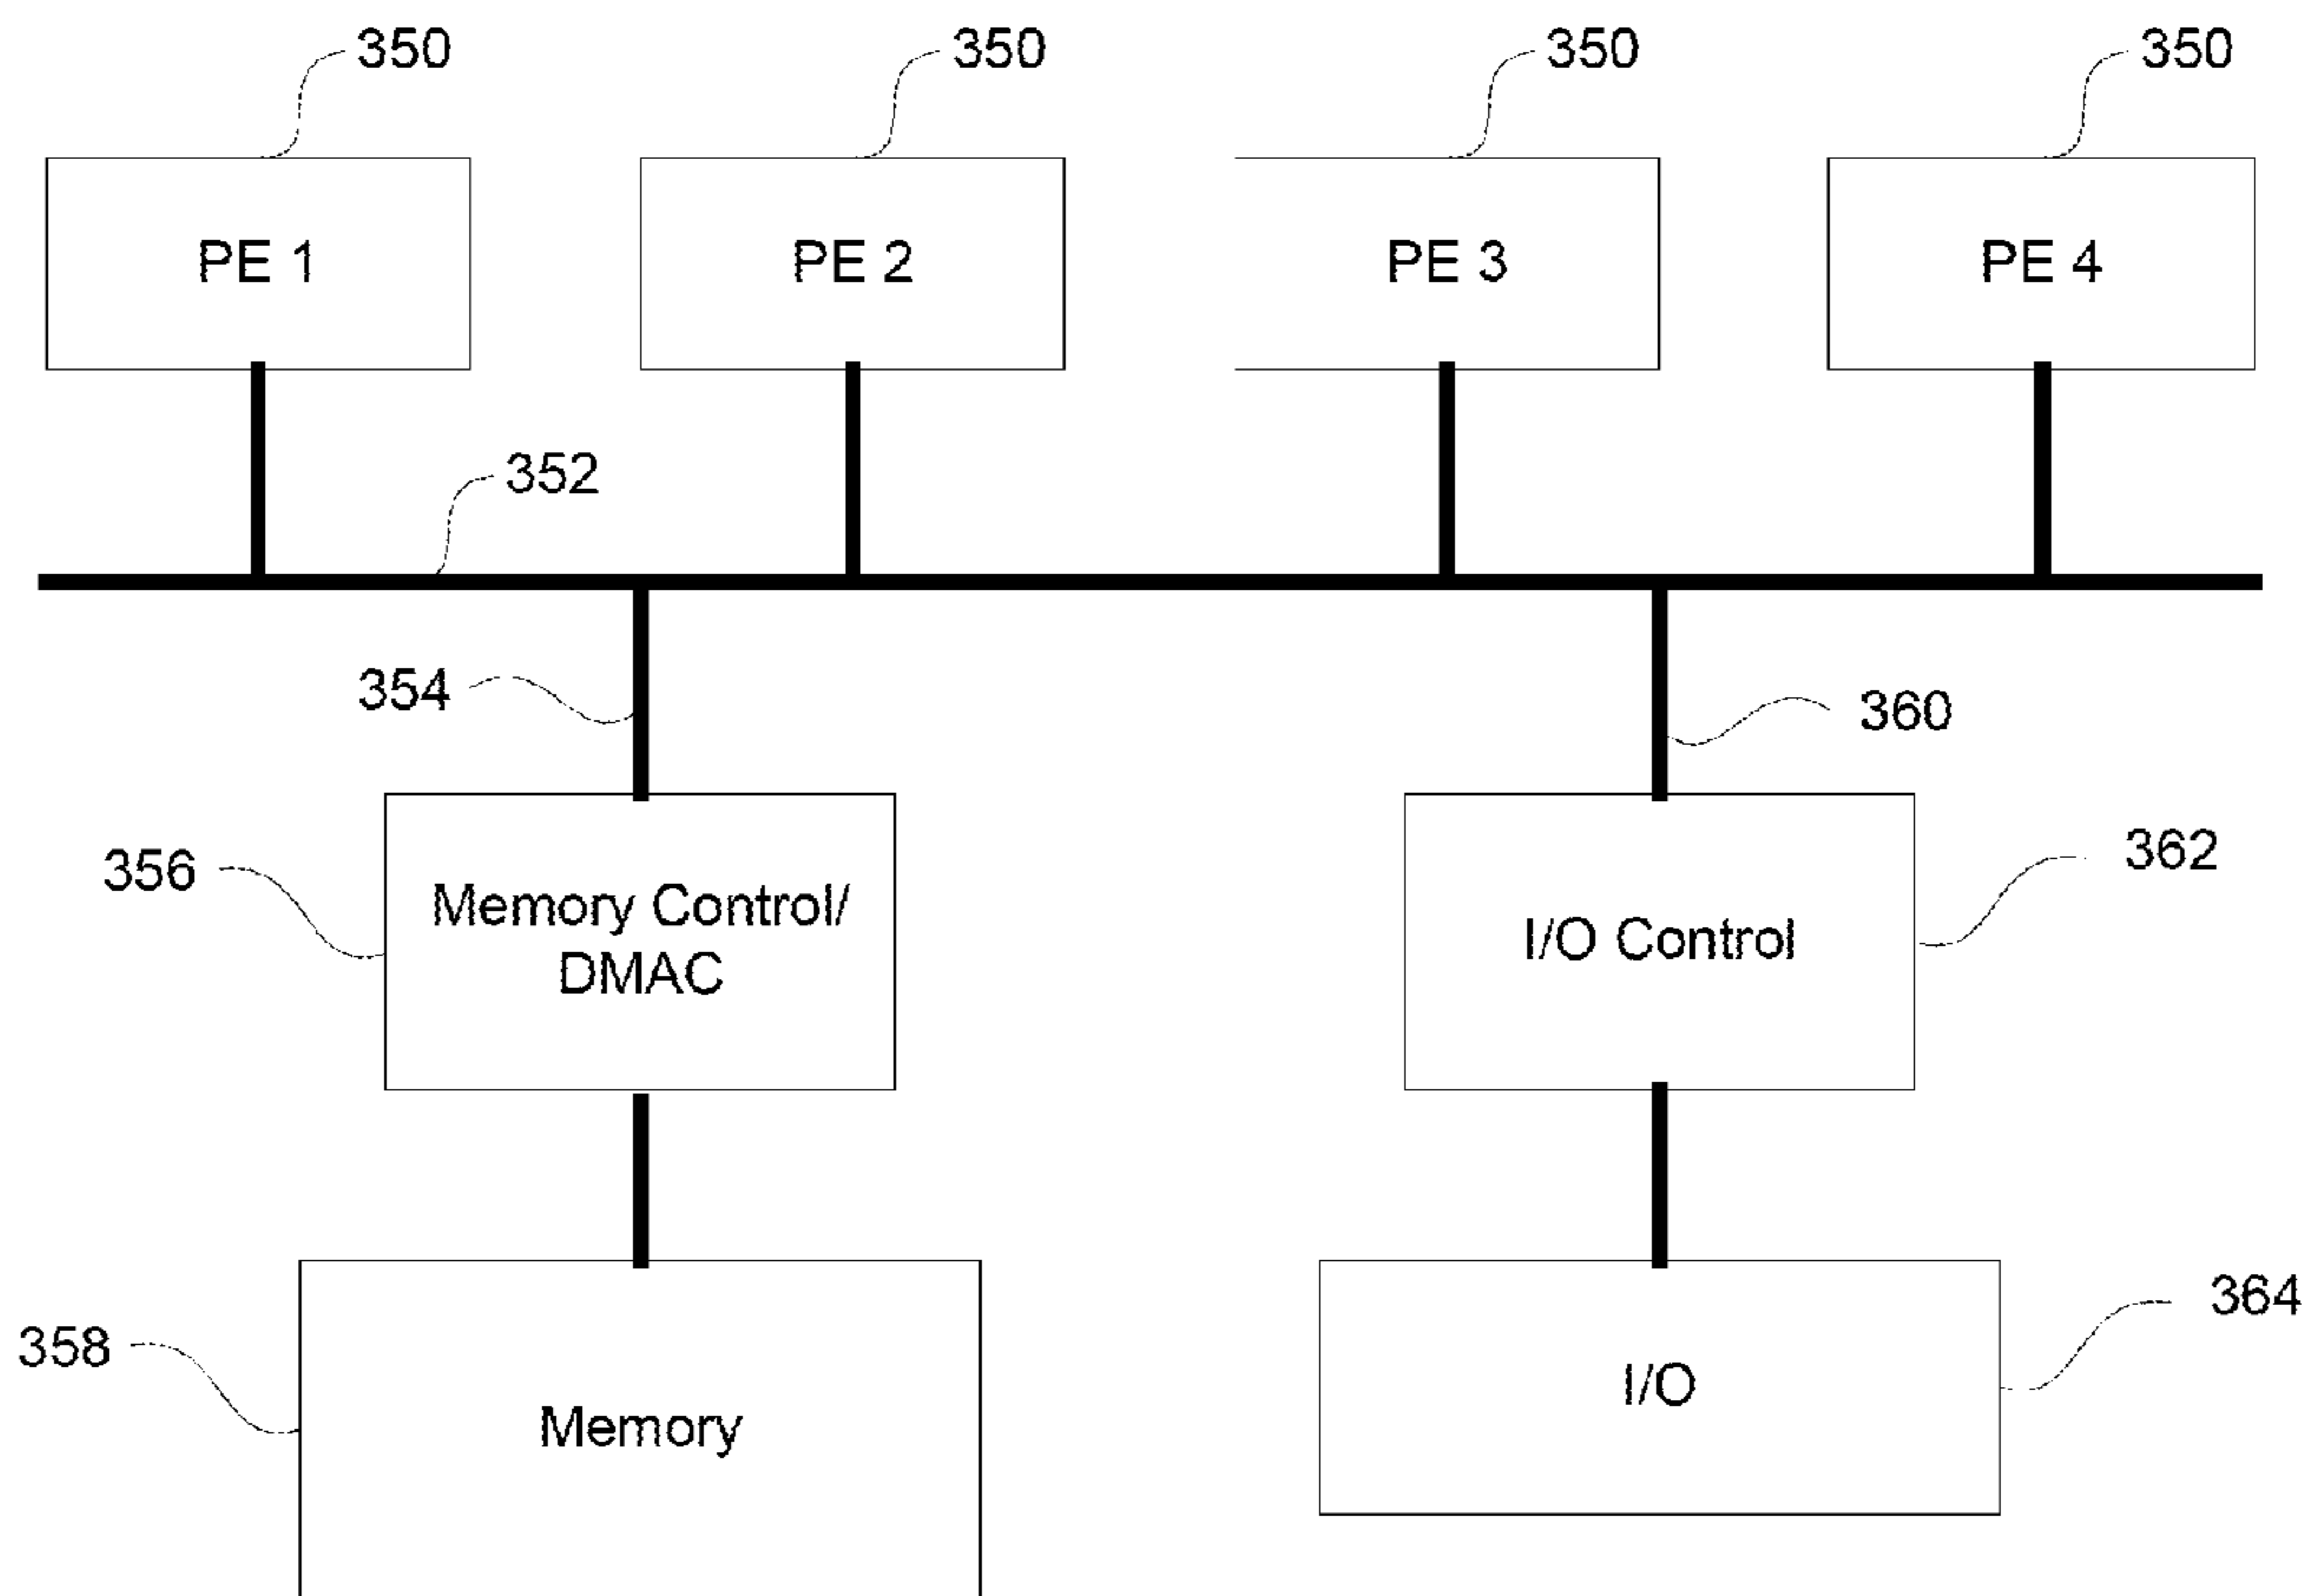 350
350
350
350
PE 1
PE 2
PE 3
PE 4
352
354
360
356
Memory Control/
DMAC
362
I/O Control
358
Memory
364
I/O